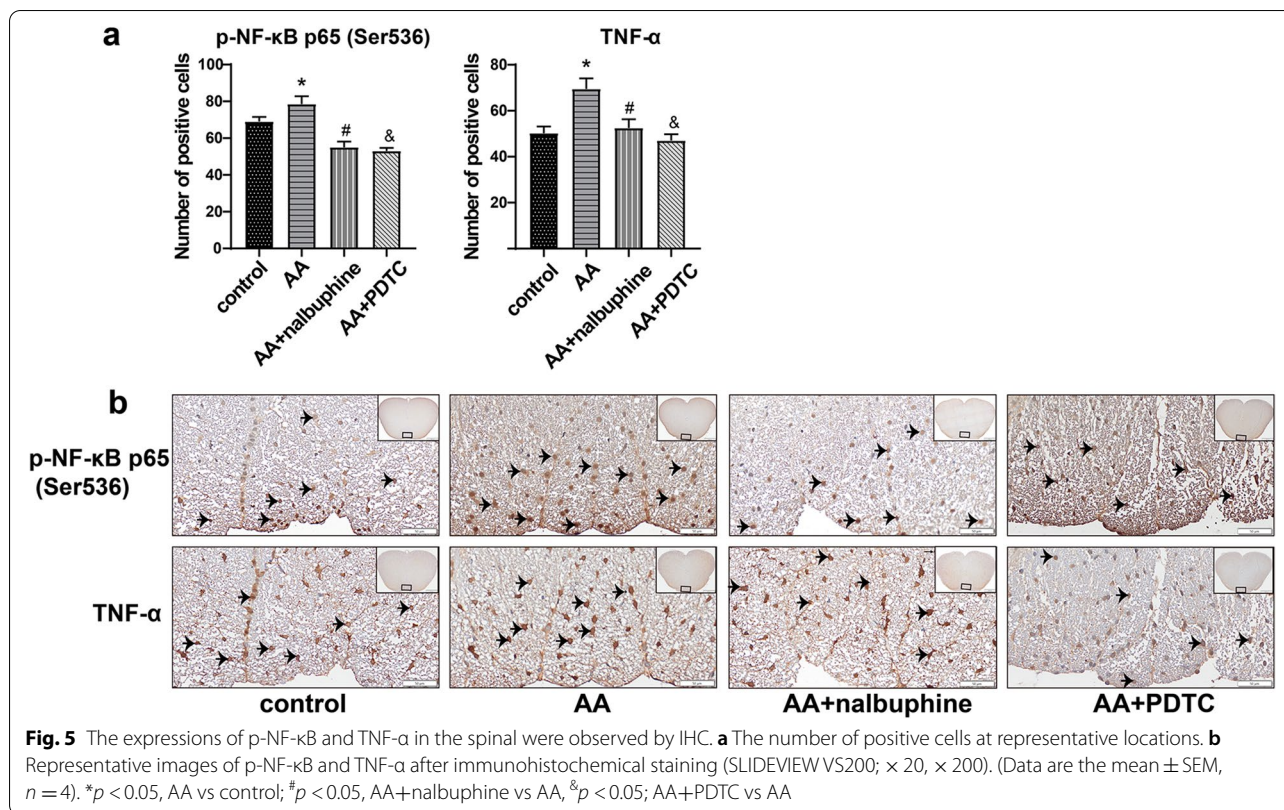 a
p-NF-κB p65 (Ser536)
Number of positive cells
100
80
60
40
20
0
*
#
&
control
AA
AA+nalbuphine
AA+PDTC
TNF-α
Number of positive cells
80
60
40
20
*
#
&
control
AA
AA+nalbuphine
AA+PDTC
b
p-NF-κB p65
(Ser536)
TNF-α
control
AA
AA+nalbuphine
AA+PDTC
Fig. 5 The expressions of p-NF-κB and TNF-α in the spinal were observed by IHC. a The number of positive cells at representative locations. b
Representative images of p-NF-κB and TNF-α after immunohistochemical staining (SLIDEVIEW VS200; × 20, × 200). (Data are the mean ± SEM,
n = 4). *p < 0.05, AA vs control; #p < 0.05, AA+nalbuphine vs AA, &p < 0.05; AA+PDTC vs AA